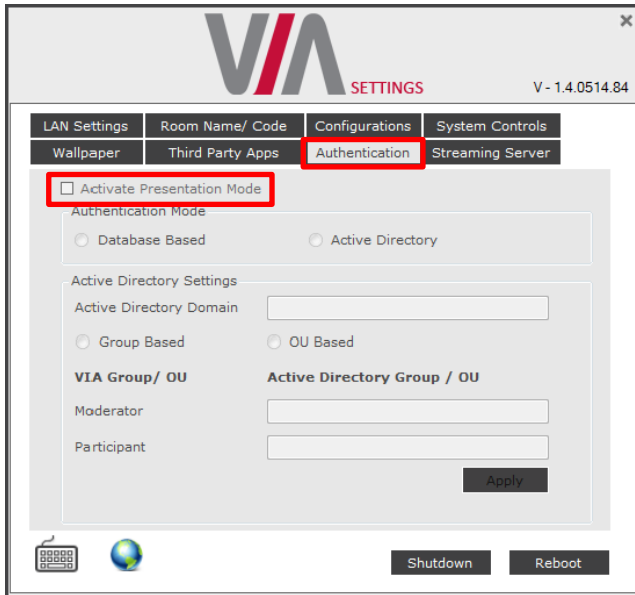 VIA
SETTINGS
V - 1.4.0514.84
LAN Settings Room Name/ Code Configurations System Controls
Wallpaper Third Party Apps Authentication Streaming Server
Activate Presentation Mode
Authentication Mode
Database Based Active Directory
Active Directory Settings
Active Directory Domain
Group Based OU Based
VIA Group/ OU Active Directory Group / OU
Moderator
Participant
Apply
Shutdown Reboot